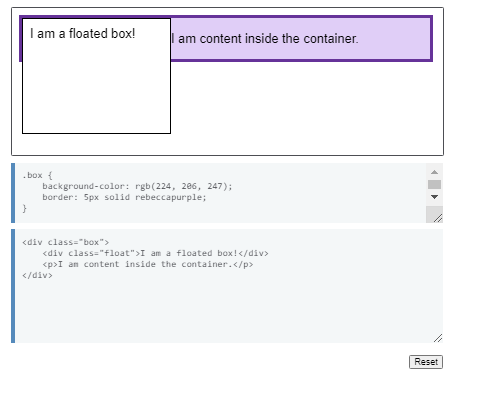 I am a floated box!
I am content inside the container.
.box {
    background-color: rgb(224, 206, 247);
    border: 5px solid rebeccapurple;
}
<div class="box">
    <div class="float">I am a floated box!</div>
    <p>I am content inside the container.</p>
</div>
Reset